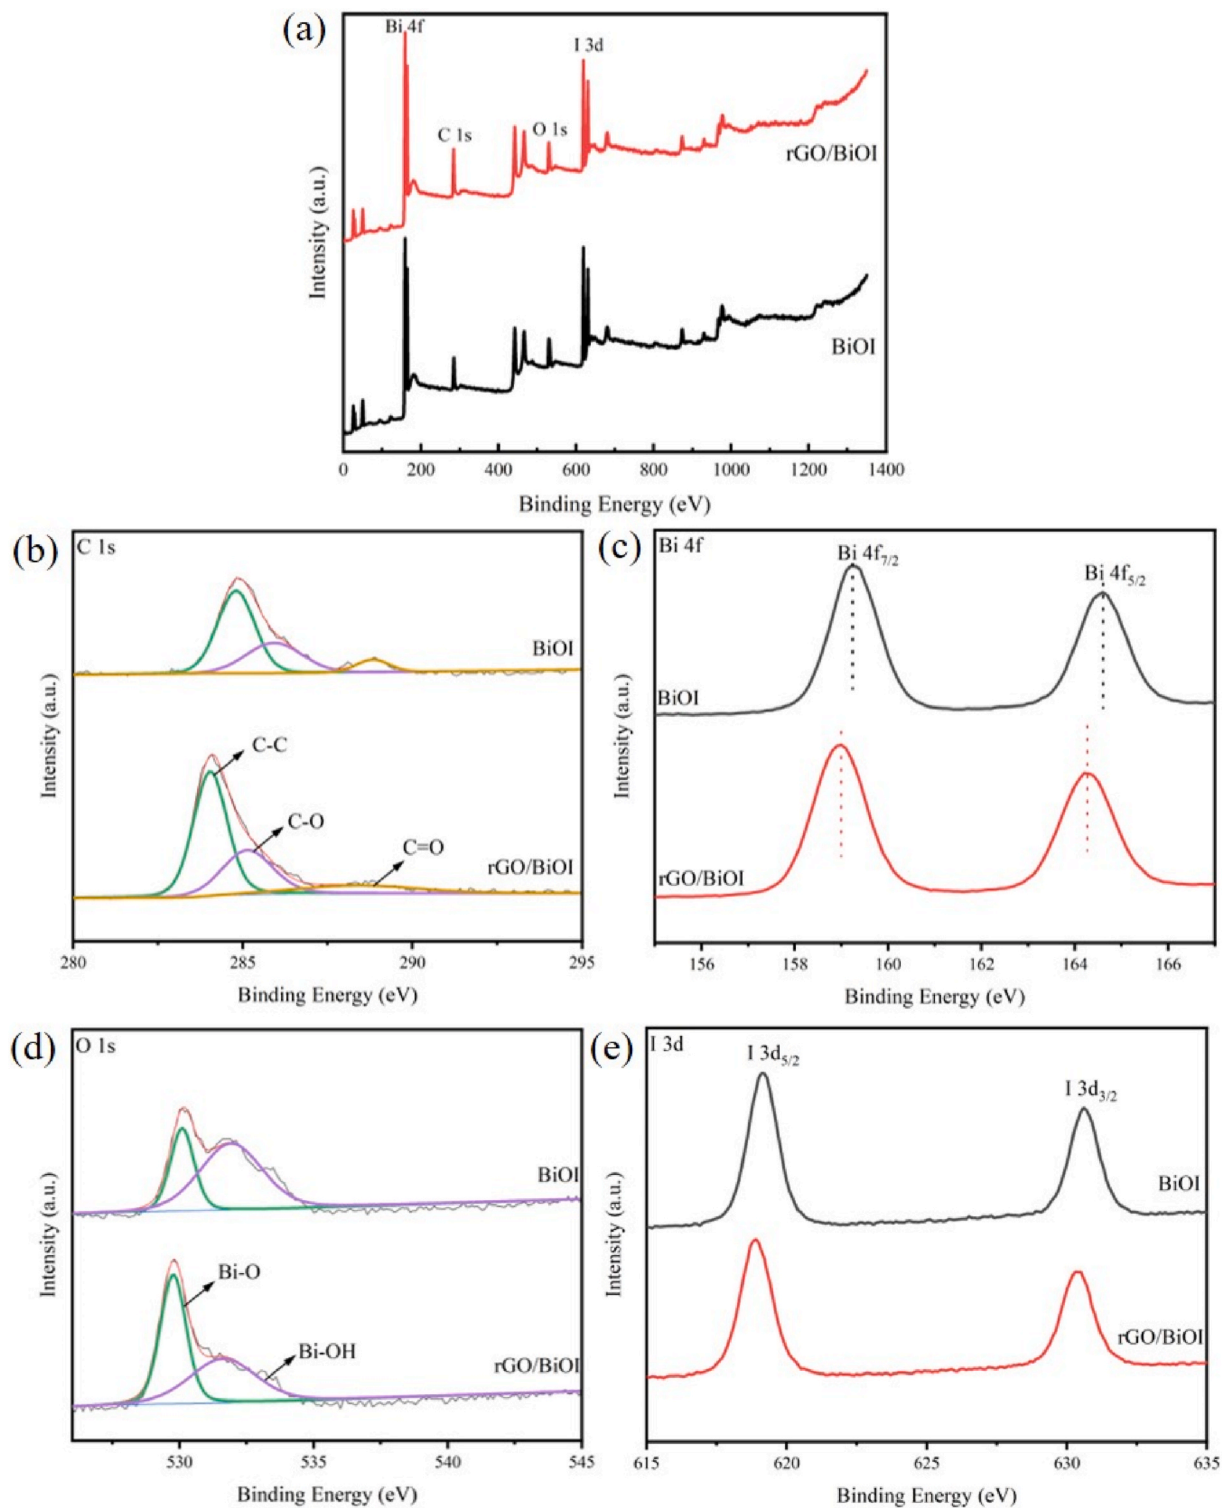 (a)
Bi 4f
I 3d
C 1s
O 1s
rGO/BiOI
BiOI
Intensity (a.u.)
0 200 400 600 800 1000 1200 1400
Binding Energy (eV)
(b)
C 1s
BiOI
C-C
C-O
C=O
rGO/BiOI
Intensity (a.u.)
280 285 290 295
Binding Energy (eV)
(c)
Bi 4f
Bi 4f7/2
Bi 4f5/2
BiOI
rGO/BiOI
Intensity (a.u.)
156 158 160 162 164 166
Binding Energy (eV)
(d)
O 1s
BiOI
Bi-O
Bi-OH
rGO/BiOI
Intensity (a.u.)
530 535 540 545
Binding Energy (eV)
(e)
I 3d
I 3d5/2
I 3d3/2
BiOI
rGO/BiOI
Intensity (a.u.)
615 620 625 630 635
Binding Energy (eV)